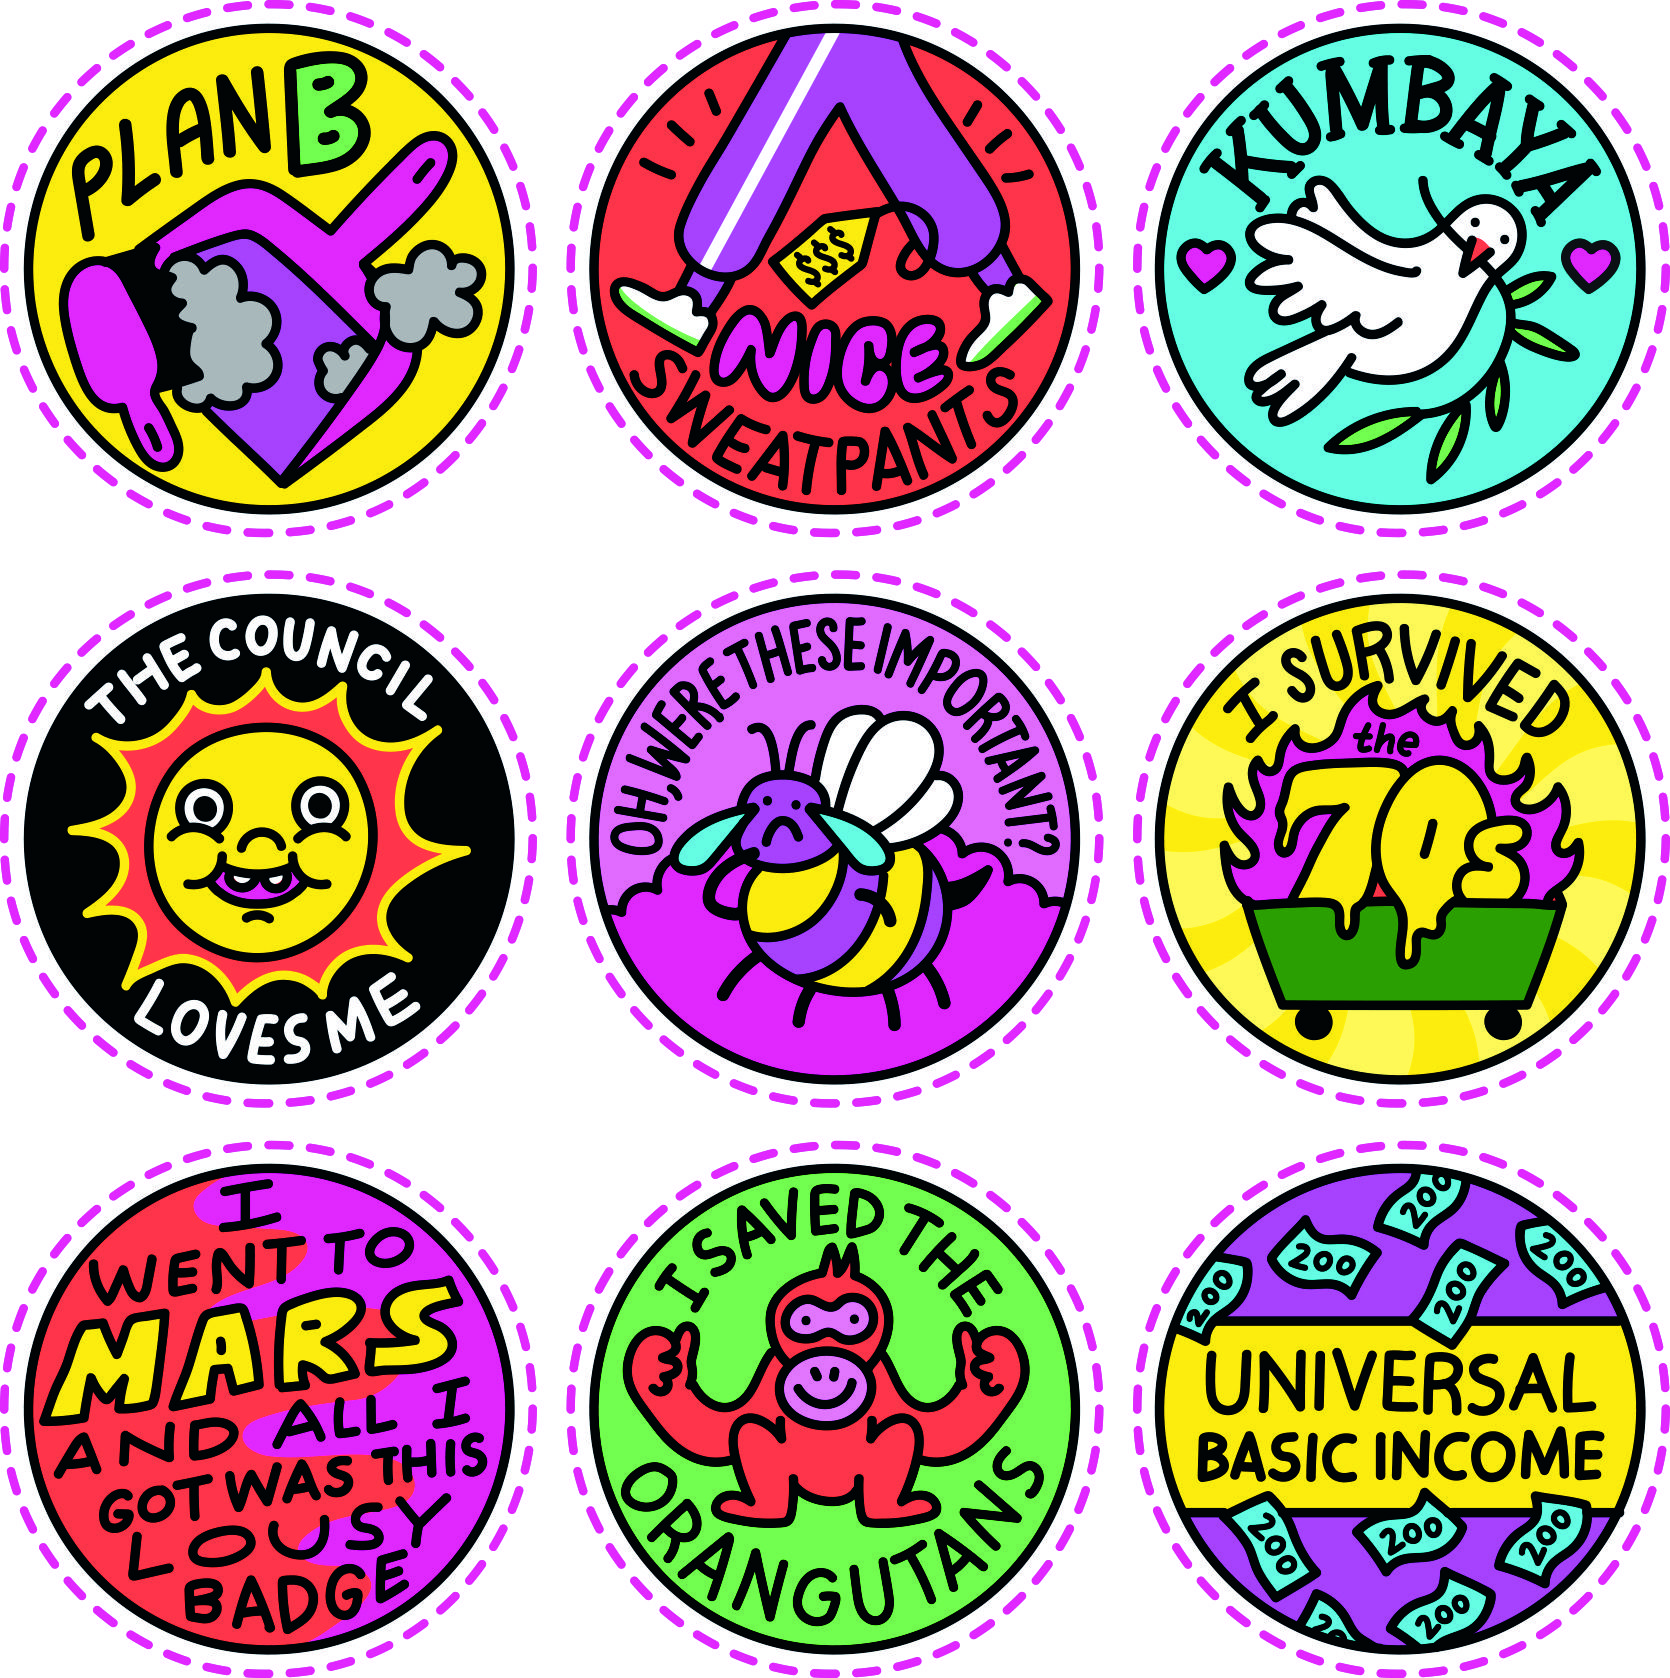 PLAN B
$$$
$$$
NICE
SWEATPANTS
KUMBAYA
THE COUNCIL
LOVES ME
OH, WERE THESE IMPORTANT?
I SURVIVED
the
70s
I
WENT TO
MARS
AND ALL I
GOT WAS THIS
LOUSY
BADGE
I SAVED THE
ORANGUTANS
200
200
200
200
200
UNIVERSAL
BASIC INCOME
200
200
200
200
200